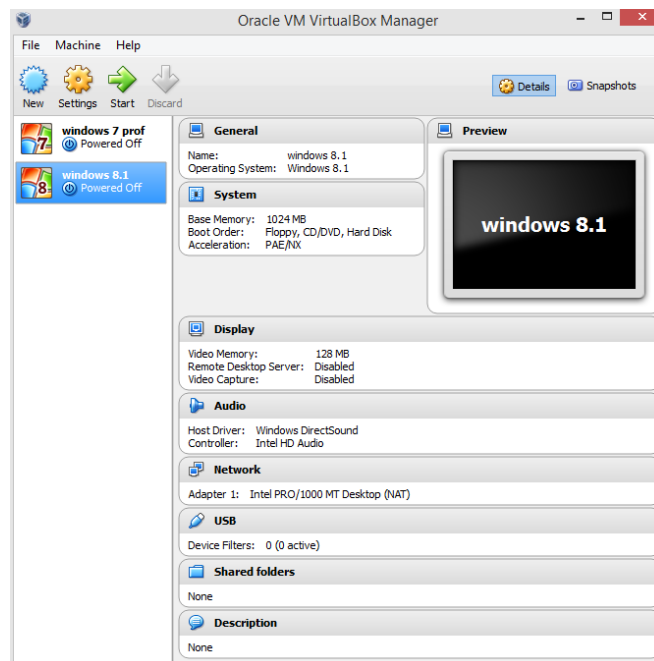 Oracle VM VirtualBox Manager
File Machine Help
New Settings Start Discard
Details Snapshots
windows 7 prof
Powered Off
windows 8.1
Powered Off
General
Name: windows 8.1
Operating System: Windows 8.1
System
Base Memory: 1024 MB
Boot Order: Floppy, CD/DVD, Hard Disk
Acceleration: PAE/NX
Preview
windows 8.1
Display
Video Memory: 128 MB
Remote Desktop Server: Disabled
Video Capture: Disabled
Audio
Host Driver: Windows DirectSound
Controller: Intel HD Audio
Network
Adapter 1: Intel PRO/1000 MT Desktop (NAT)
USB
Device Filters: 0 (0 active)
Shared folders
None
Description
None